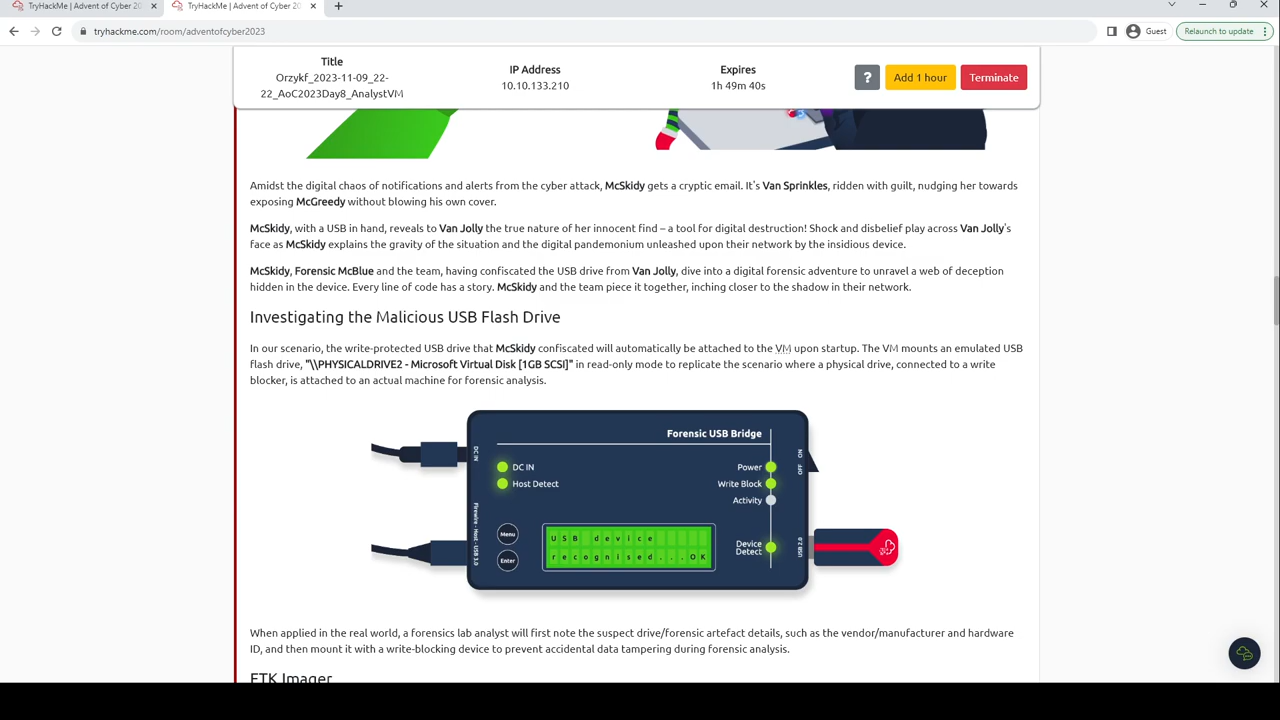 TryHackMe | Advent of Cyber 20
TryHackMe | Advent of Cyber 20
tryhackme.com/room/adventofcyber2023
Guest
Relaunch to update
Title
Orzykf_2023-11-09_22-
22_AoC2023Day8_AnalystVM
IP Address
10.10.133.210
Expires
1h 49m 40s
?
Add 1 hour
Terminate
Amidst the digital chaos of notifications and alerts from the cyber attack, McSkidy gets a cryptic email. It's Van Sprinkles, ridden with guilt, nudging her towards
exposing McGreedy without blowing his own cover.
McSkidy, with a USB in hand, reveals to Van Jolly the true nature of her innocent find – a tool for digital destruction! Shock and disbelief play across Van Jolly's
face as McSkidy explains the gravity of the situation and the digital pandemonium unleashed upon their network by the insidious device.
McSkidy, Forensic McBlue and the team, having confiscated the USB drive from Van Jolly, dive into a digital forensic adventure to unravel a web of deception
hidden in the device. Every line of code has a story. McSkidy and the team piece it together, inching closer to the shadow in their network.
Investigating the Malicious USB Flash Drive
In our scenario, the write-protected USB drive that McSkidy confiscated will automatically be attached to the VM upon startup. The VM mounts an emulated USB
flash drive, "\\PHYSICALDRIVE2 - Microsoft Virtual Disk [1GB SCSI]" in read-only mode to replicate the scenario where a physical drive, connected to a write
blocker, is attached to an actual machine for forensic analysis.
Forensic USB Bridge
DC IN
DC IN
Host Detect
Power
Write Block
Activity
OFF ON
Firewire - Host - USB 3.0
Menu
Enter
USB device
recognised...OK
Device
Detect
USB 2.0
When applied in the real world, a forensics lab analyst will first note the suspect drive/forensic artefact details, such as the vendor/manufacturer and hardware
ID, and then mount it with a write-blocking device to prevent accidental data tampering during forensic analysis.
FTK Imager